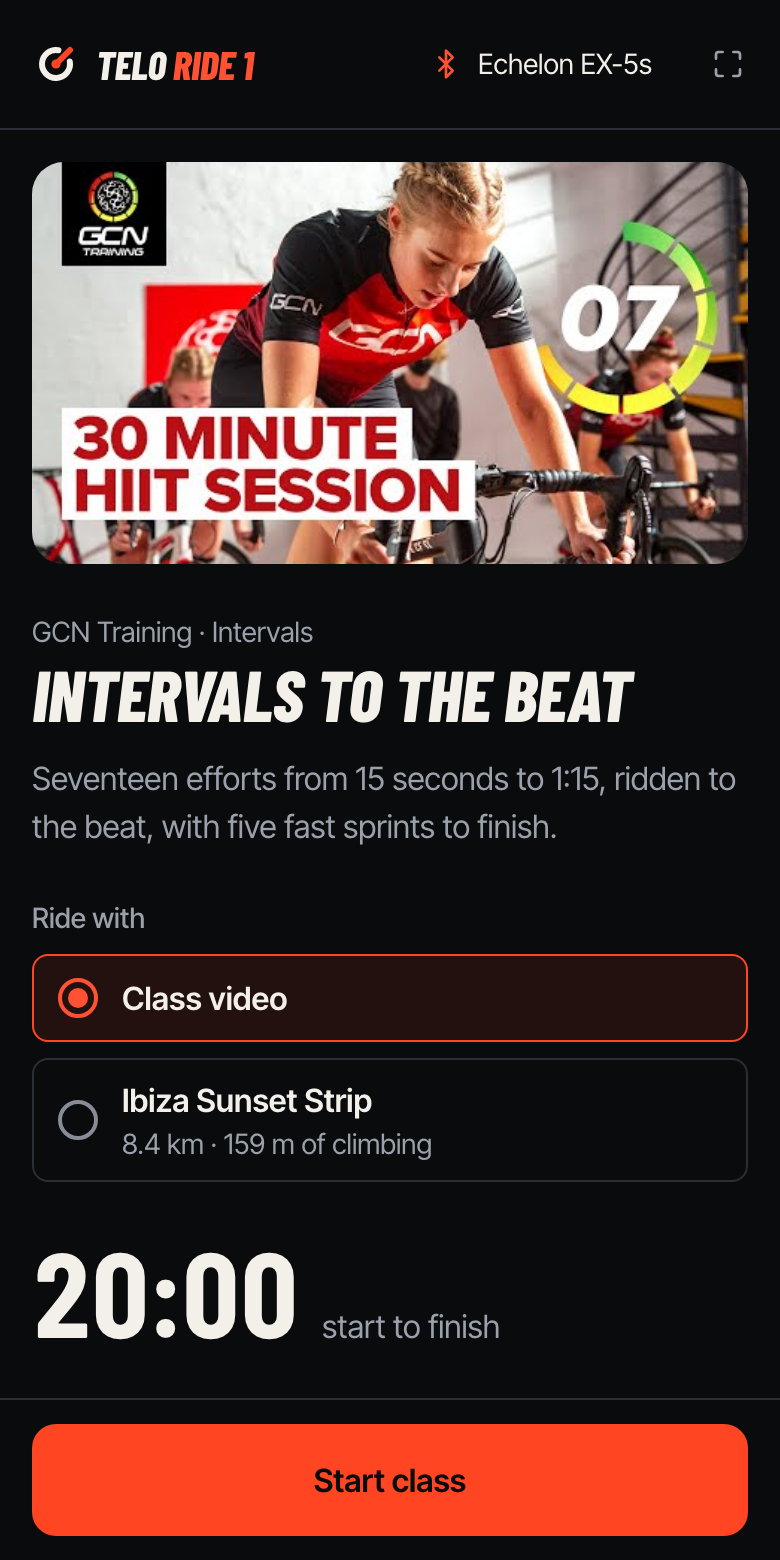 TELO RIDE 1
Echelon EX-5s
GCN
TRAINING
GCN
GCN
07
30 MINUTE
HIIT SESSION
GCN Training · Intervals
INTERVALS TO THE BEAT
Seventeen efforts from 15 seconds to 1:15, ridden to
the beat, with five fast sprints to finish.
Ride with
Class video
Ibiza Sunset Strip
8.4 km · 159 m of climbing
20:00 start to finish
Start class